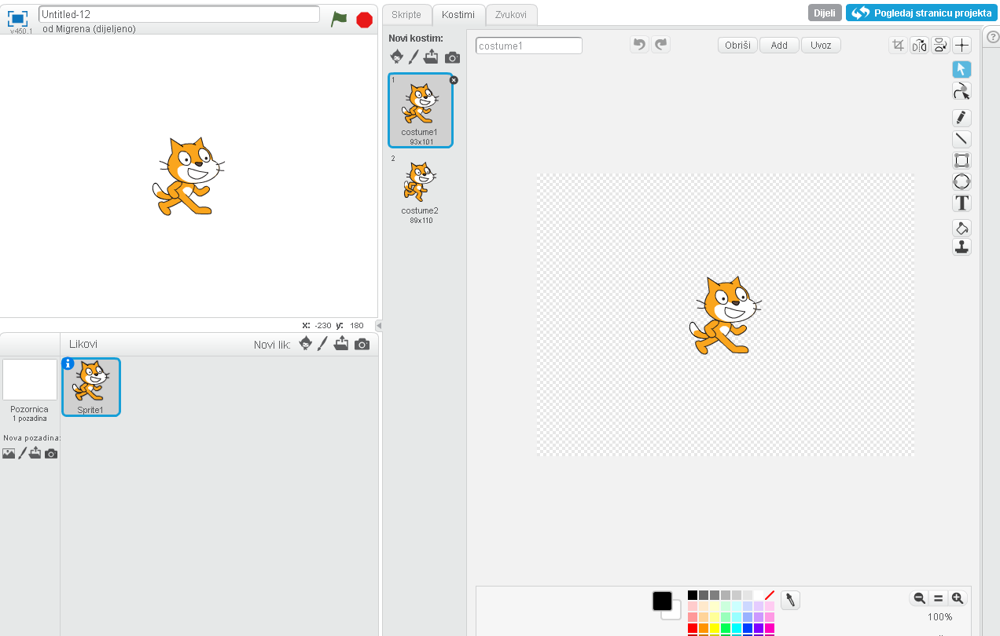 Untitled-12
v450.1
od Migrena (dijeljeno)
Skripte
Kostimi
Zvukovi
Dijeli
Pogledaj stranicu projekta
?
Novi kostim:
costume1
Obriši
Add
Uvoz
1
costume1
93x101
2
costume2
89x110
T
x: -230 y: 180
Likovi
Novi lik:
i
Sprite1
Pozornica
1 pozadina
Nova pozadina:
100%